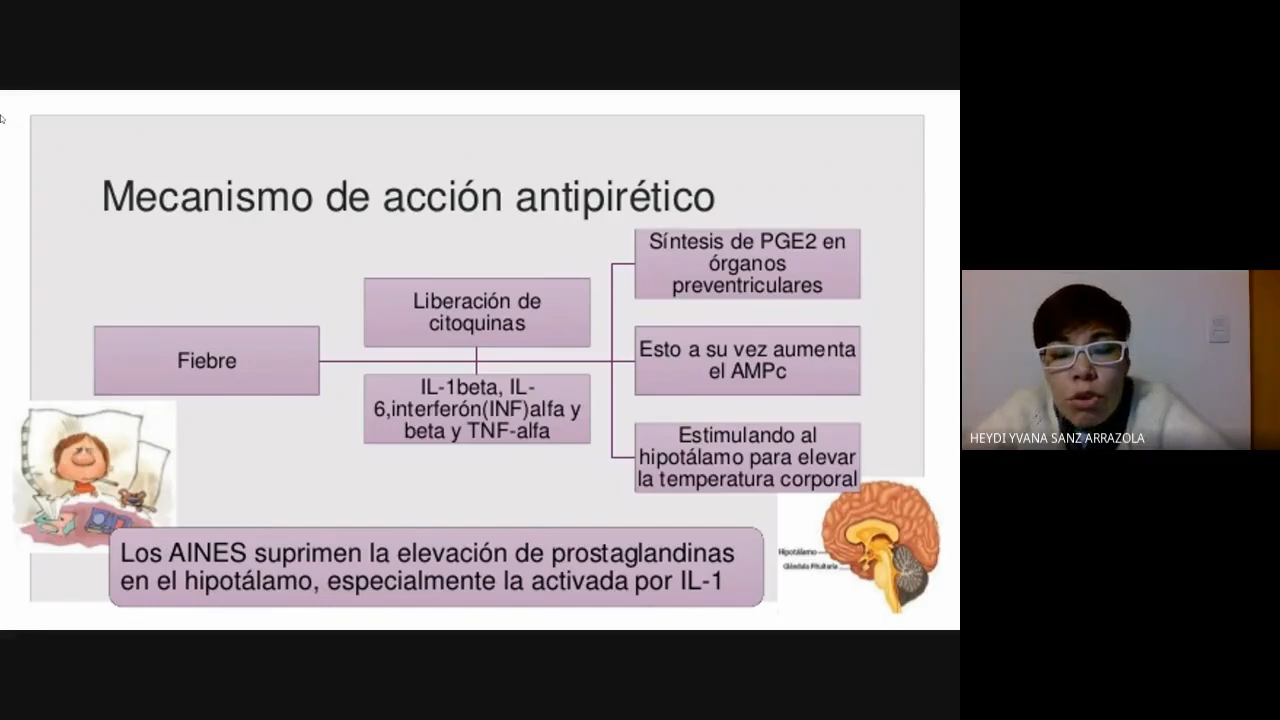 Mecanismo de acción antipirético
Fiebre
Liberación de
citoquinas
IL-1beta, IL-
6,interferón(INF)alfa y
beta y TNF-alfa
Síntesis de PGE2 en
órganos
preventriculares
Esto a su vez aumenta
el AMPc
Estimulando al
hipotálamo para elevar
la temperatura corporal
Los AINES suprimen la elevación de prostaglandinas
en el hipotálamo, especialmente la activada por IL-1
Hipotálamo
Glándula Pituitaria
HEYDI YVANA SANZ ARRAZOLA